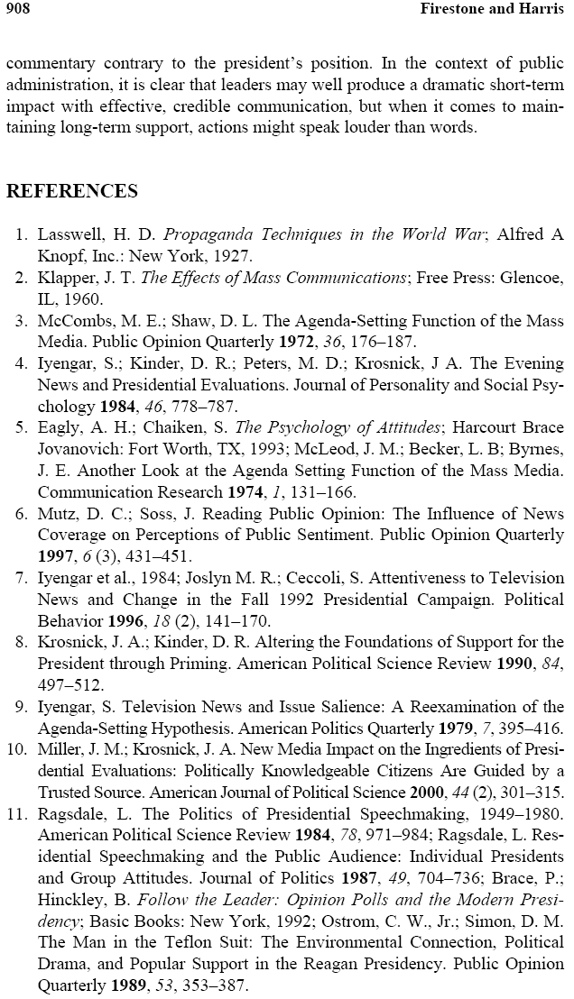 908 Firestone and Harris
commentary contrary to the president's position. In the context of public
administration, it is clear that leaders may well produce a dramatic short-term
impact with effective, credible communication, but when it comes to main-
taining long-term support, actions might speak louder than words.
REFERENCES
1. Lasswell, H. D. Propaganda Techniques in the World War; Alfred A
Knopf, Inc.: New York, 1927.
2. Klapper, J. T. The Effects of Mass Communications; Free Press: Glencoe,
IL, 1960.
3. McCombs, M. E.; Shaw, D. L. The Agenda-Setting Function of the Mass
Media. Public Opinion Quarterly 1972, 36, 176–187.
4. Iyengar, S.; Kinder, D. R.; Peters, M. D.; Krosnick, J A. The Evening
News and Presidential Evaluations. Journal of Personality and Social Psy-
chology 1984, 46, 778–787.
5. Eagly, A. H.; Chaiken, S. The Psychology of Attitudes; Harcourt Brace
Jovanovich: Fort Worth, TX, 1993; McLeod, J. M.; Becker, L. B; Byrnes,
J. E. Another Look at the Agenda Setting Function of the Mass Media.
Communication Research 1974, 1, 131–166.
6. Mutz, D. C.; Soss, J. Reading Public Opinion: The Influence of News
Coverage on Perceptions of Public Sentiment. Public Opinion Quarterly
1997, 6 (3), 431–451.
7. Iyengar et al., 1984; Joslyn M. R.; Ceccoli, S. Attentiveness to Television
News and Change in the Fall 1992 Presidential Campaign. Political
Behavior 1996, 18 (2), 141–170.
8. Krosnick, J. A.; Kinder, D. R. Altering the Foundations of Support for the
President through Priming. American Political Science Review 1990, 84,
497–512.
9. Iyengar, S. Television News and Issue Salience: A Reexamination of the
Agenda-Setting Hypothesis. American Politics Quarterly 1979, 7, 395–416.
10. Miller, J. M.; Krosnick, J. A. New Media Impact on the Ingredients of Presi-
dential Evaluations: Politically Knowledgeable Citizens Are Guided by a
Trusted Source. American Journal of Political Science 2000, 44 (2), 301–315.
11. Ragsdale, L. The Politics of Presidential Speechmaking, 1949–1980.
American Political Science Review 1984, 78, 971–984; Ragsdale, L. Res-
idential Speechmaking and the Public Audience: Individual Presidents
and Group Attitudes. Journal of Politics 1987, 49, 704–736; Brace, P.;
Hinckley, B. Follow the Leader: Opinion Polls and the Modern Presi-
dency; Basic Books: New York, 1992; Ostrom, C. W., Jr.; Simon, D. M.
The Man in the Teflon Suit: The Environmental Connection, Political
Drama, and Popular Support in the Reagan Presidency. Public Opinion
Quarterly 1989, 53, 353–387.